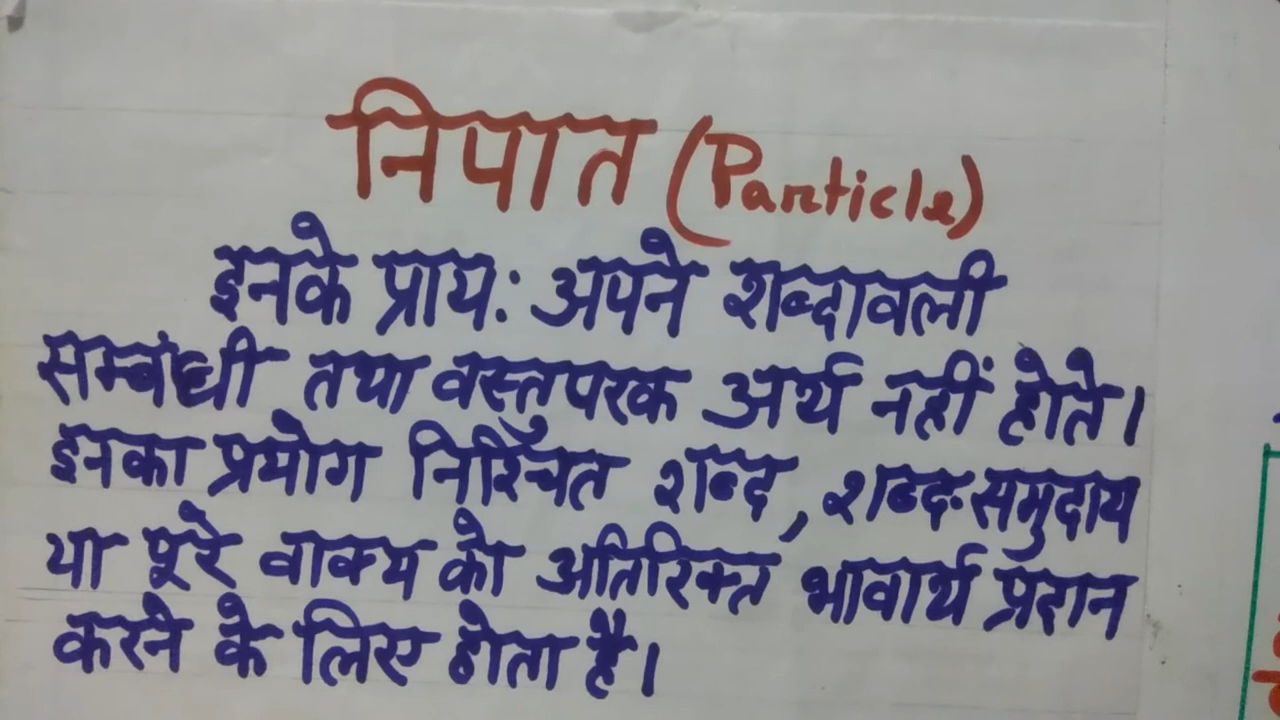 निपात (Particle)
इनके प्राय: अपने शब्दावली
सम्बंधी तथा वस्तुपरक अर्थ नहीं होते।
इनका प्रयोग निश्चित शब्द, शब्द-समुदाय
या पूरे वाक्य को अतिरिक्त भावार्थ प्रदान
करने के लिए होता है।